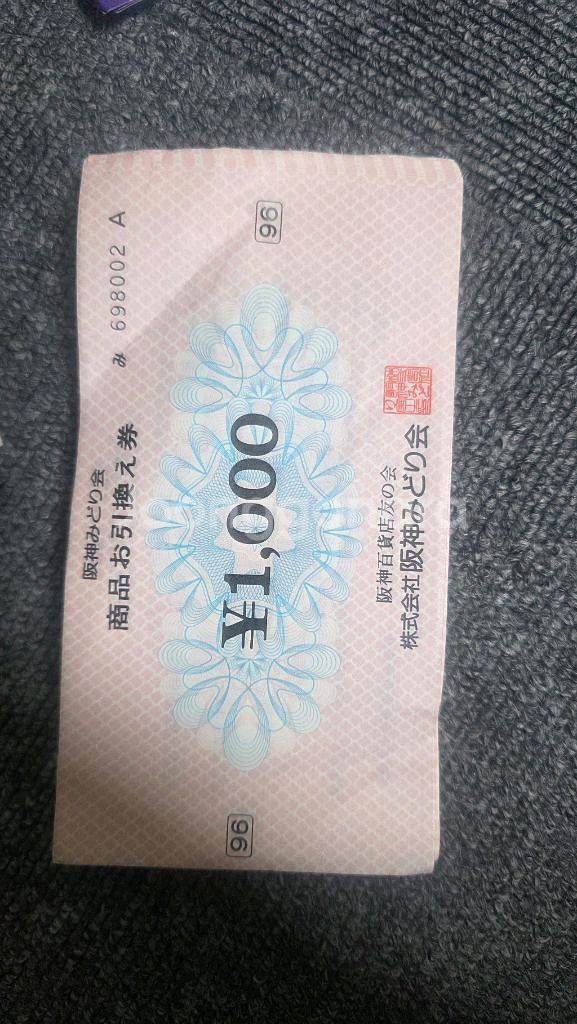 阪神みどり会
商品お引換え券
み 698002 A
96
¥1,000
96
阪神百貨店友の会
株式会社阪神みどり会